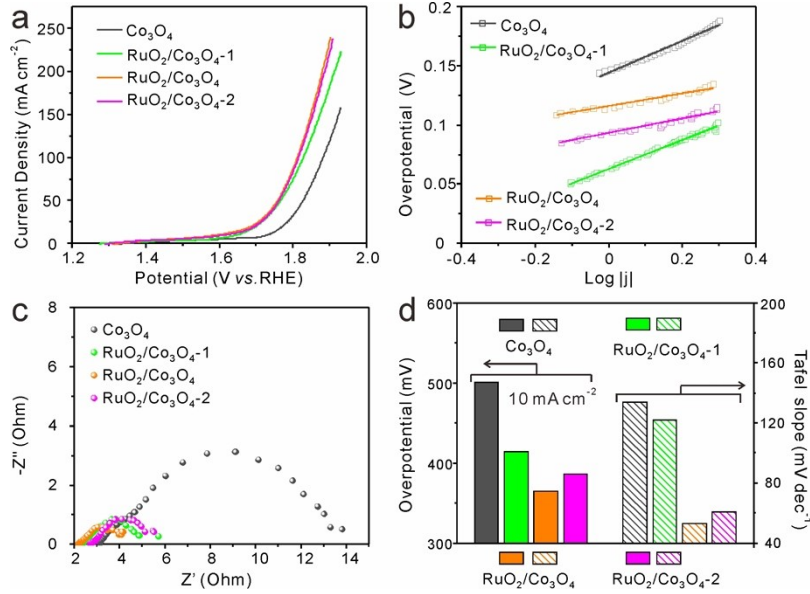 a
Co₃O₄
RuO₂/Co₃O₄-1
RuO₂/Co₃O₄
RuO₂/Co₃O₄-2
Current Density (mA cm⁻²)
250
200
150
100
50
0
1.2 1.4 1.6 1.8 2.0
Potential (V vs.RHE)
b
Co₃O₄
RuO₂/Co₃O₄-1
RuO₂/Co₃O₄
RuO₂/Co₃O₄-2
Overpotential (V)
0.2
0.15
0.1
0.05
0
-0.4 -0.2 0.0 0.2 0.4
Log |j|
c
Co₃O₄
RuO₂/Co₃O₄-1
RuO₂/Co₃O₄
RuO₂/Co₃O₄-2
-Z" (Ohm)
8
6
4
2
0
2 4 6 8 10 12 14
Z' (Ohm)
d
Co₃O₄
RuO₂/Co₃O₄-1
10 mA cm⁻²
Overpotential (mV)
600
500
400
300
Tafel slope (mV dec⁻¹)
200
160
130
100
60
40
RuO₂/Co₃O₄
RuO₂/Co₃O₄-2